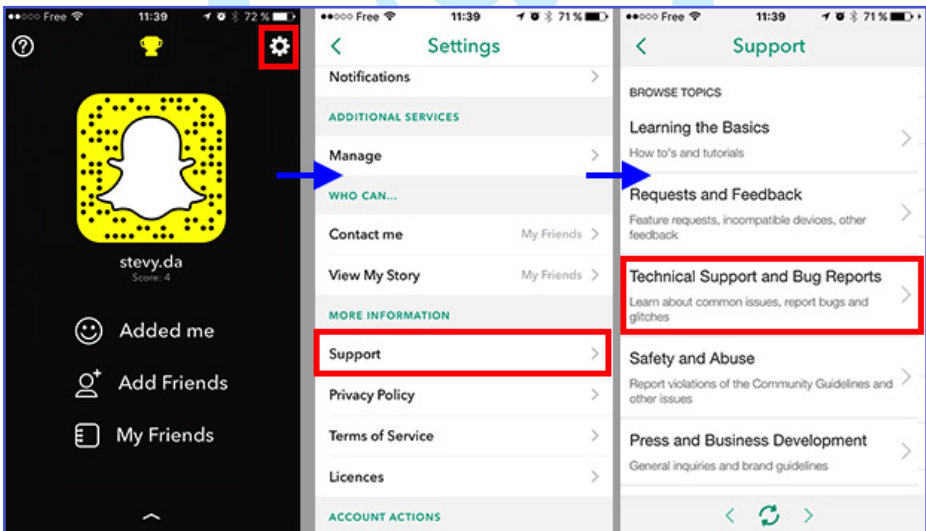 Free 11:39 72 %
stevy.da
Score: 4
Added me
Add Friends
My Friends
Free 11:39 71 %
Settings
Notifications
ADDITIONAL SERVICES
Manage
WHO CAN...
Contact me My Friends
View My Story My Friends
MORE INFORMATION
Support
Privacy Policy
Terms of Service
Licences
ACCOUNT ACTIONS
Free 11:39 71 %
Support
BROWSE TOPICS
Learning the Basics
How to's and tutorials
Requests and Feedback
Feature requests, incompatible devices, other
feedback
Technical Support and Bug Reports
Learn about common issues, report bugs and
glitches
Safety and Abuse
Report violations of the Community Guidelines and
other issues
Press and Business Development
General inquiries and brand guidelines